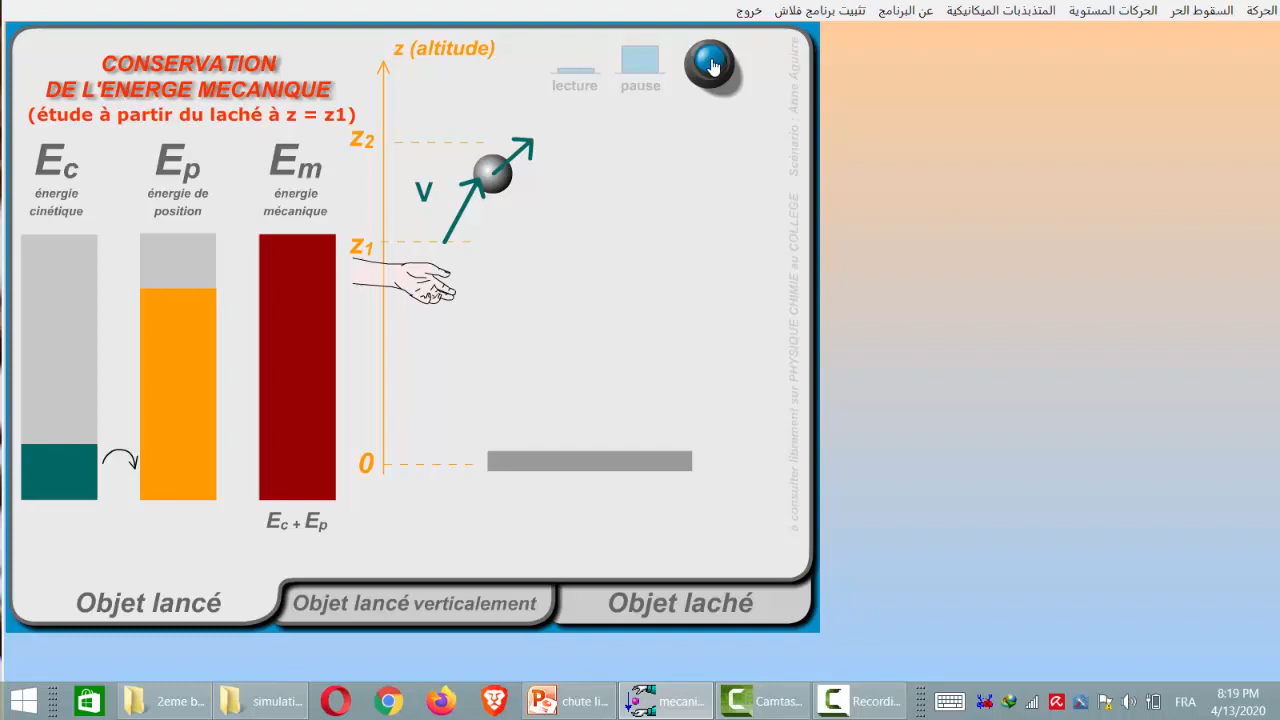 الحركة السقوط الحر الحركات المستوية المتذبذبات الميكانيكية عن البرنامج تثبيت برنامج فلاش خروج
CONSERVATION
DE L'ENERGE MECANIQUE
(étude à partir du laché à z = z1)
z (altitude)
lecture
pause
Ec
énergie
cinétique
Ep
énergie de
position
Em
énergie
mécanique
z2
V
z1
0
Ec + Ep
à consulter librement sur PHYSIQUE CHIMIE au COLLEGE Scénario : Anne Aguirre
Objet lancé
Objet lancé verticalement
Objet laché
2eme b...
simulati...
chute li...
mecani...
Camtas...
Recordi...
FR
8:19 PM
4/13/2020